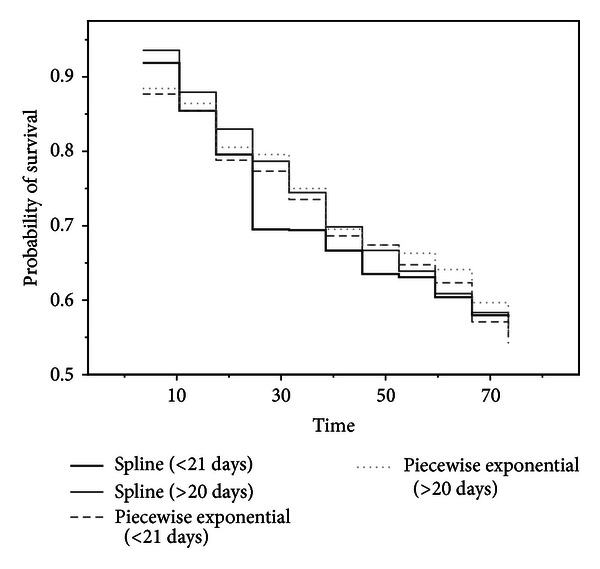 0.9
0.8
0.7
0.6
0.5
Probability of survival
10 30 50 70
Time
Spline (<21 days)
Spline (>20 days)
Piecewise exponential
(<21 days)
Piecewise exponential
(>20 days)